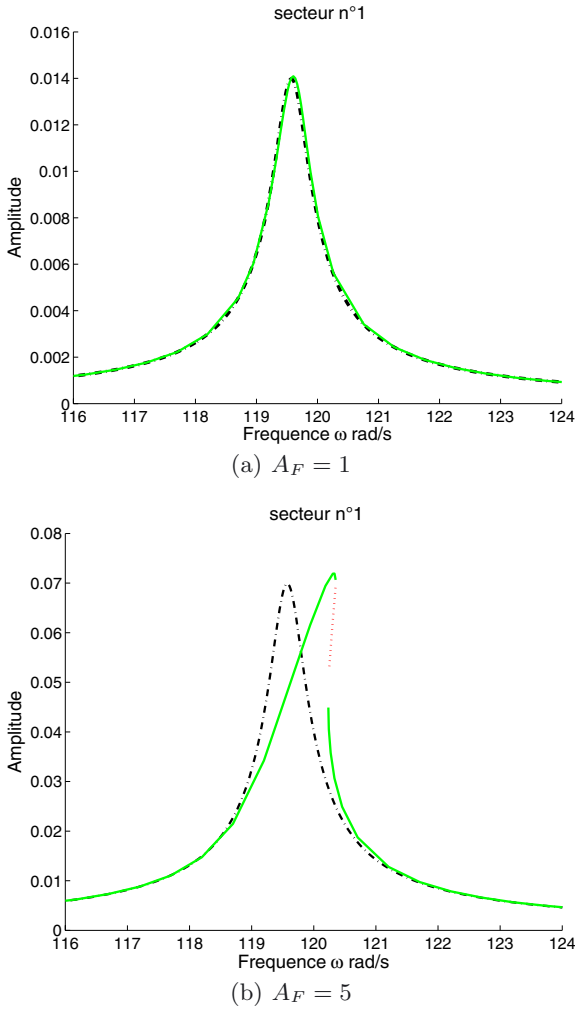 secteur n°1
0.016
0.014
0.012
0.01
0.008
0.006
0.004
0.002
0
Amplitude
116 117 118 119 120 121 122 123 124
Frequence ω rad/s
(a) A_F = 1
secteur n°1
0.08
0.07
0.06
0.05
0.04
0.03
0.02
0.01
0
Amplitude
116 117 118 119 120 121 122 123 124
Frequence ω rad/s
(b) A_F = 5